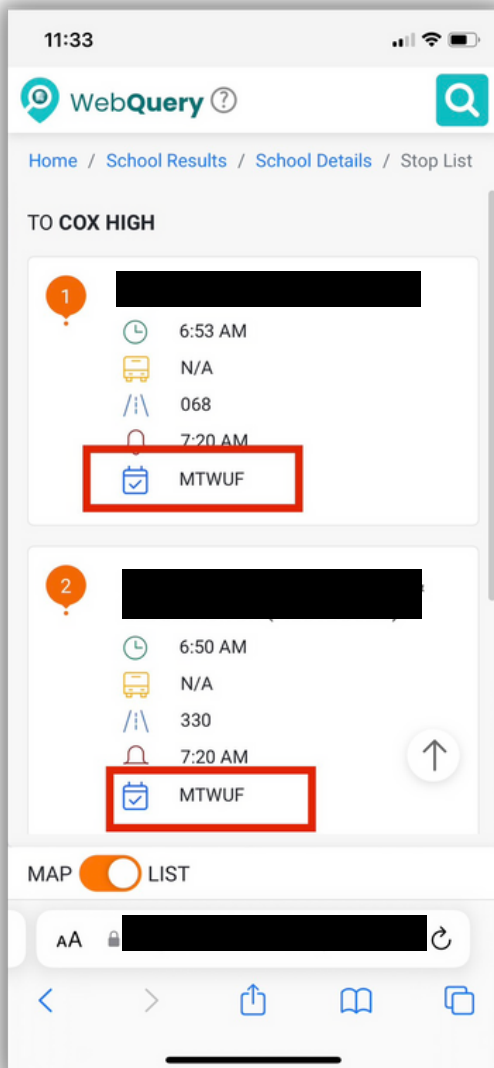 11:33
WebQuery ?
Home / School Results / School Details / Stop List
TO COX HIGH
1
6:53 AM
N/A
068
7:20 AM
MTWUF
2
6:50 AM
N/A
330
7:20 AM
MTWUF
MAP LIST
AA